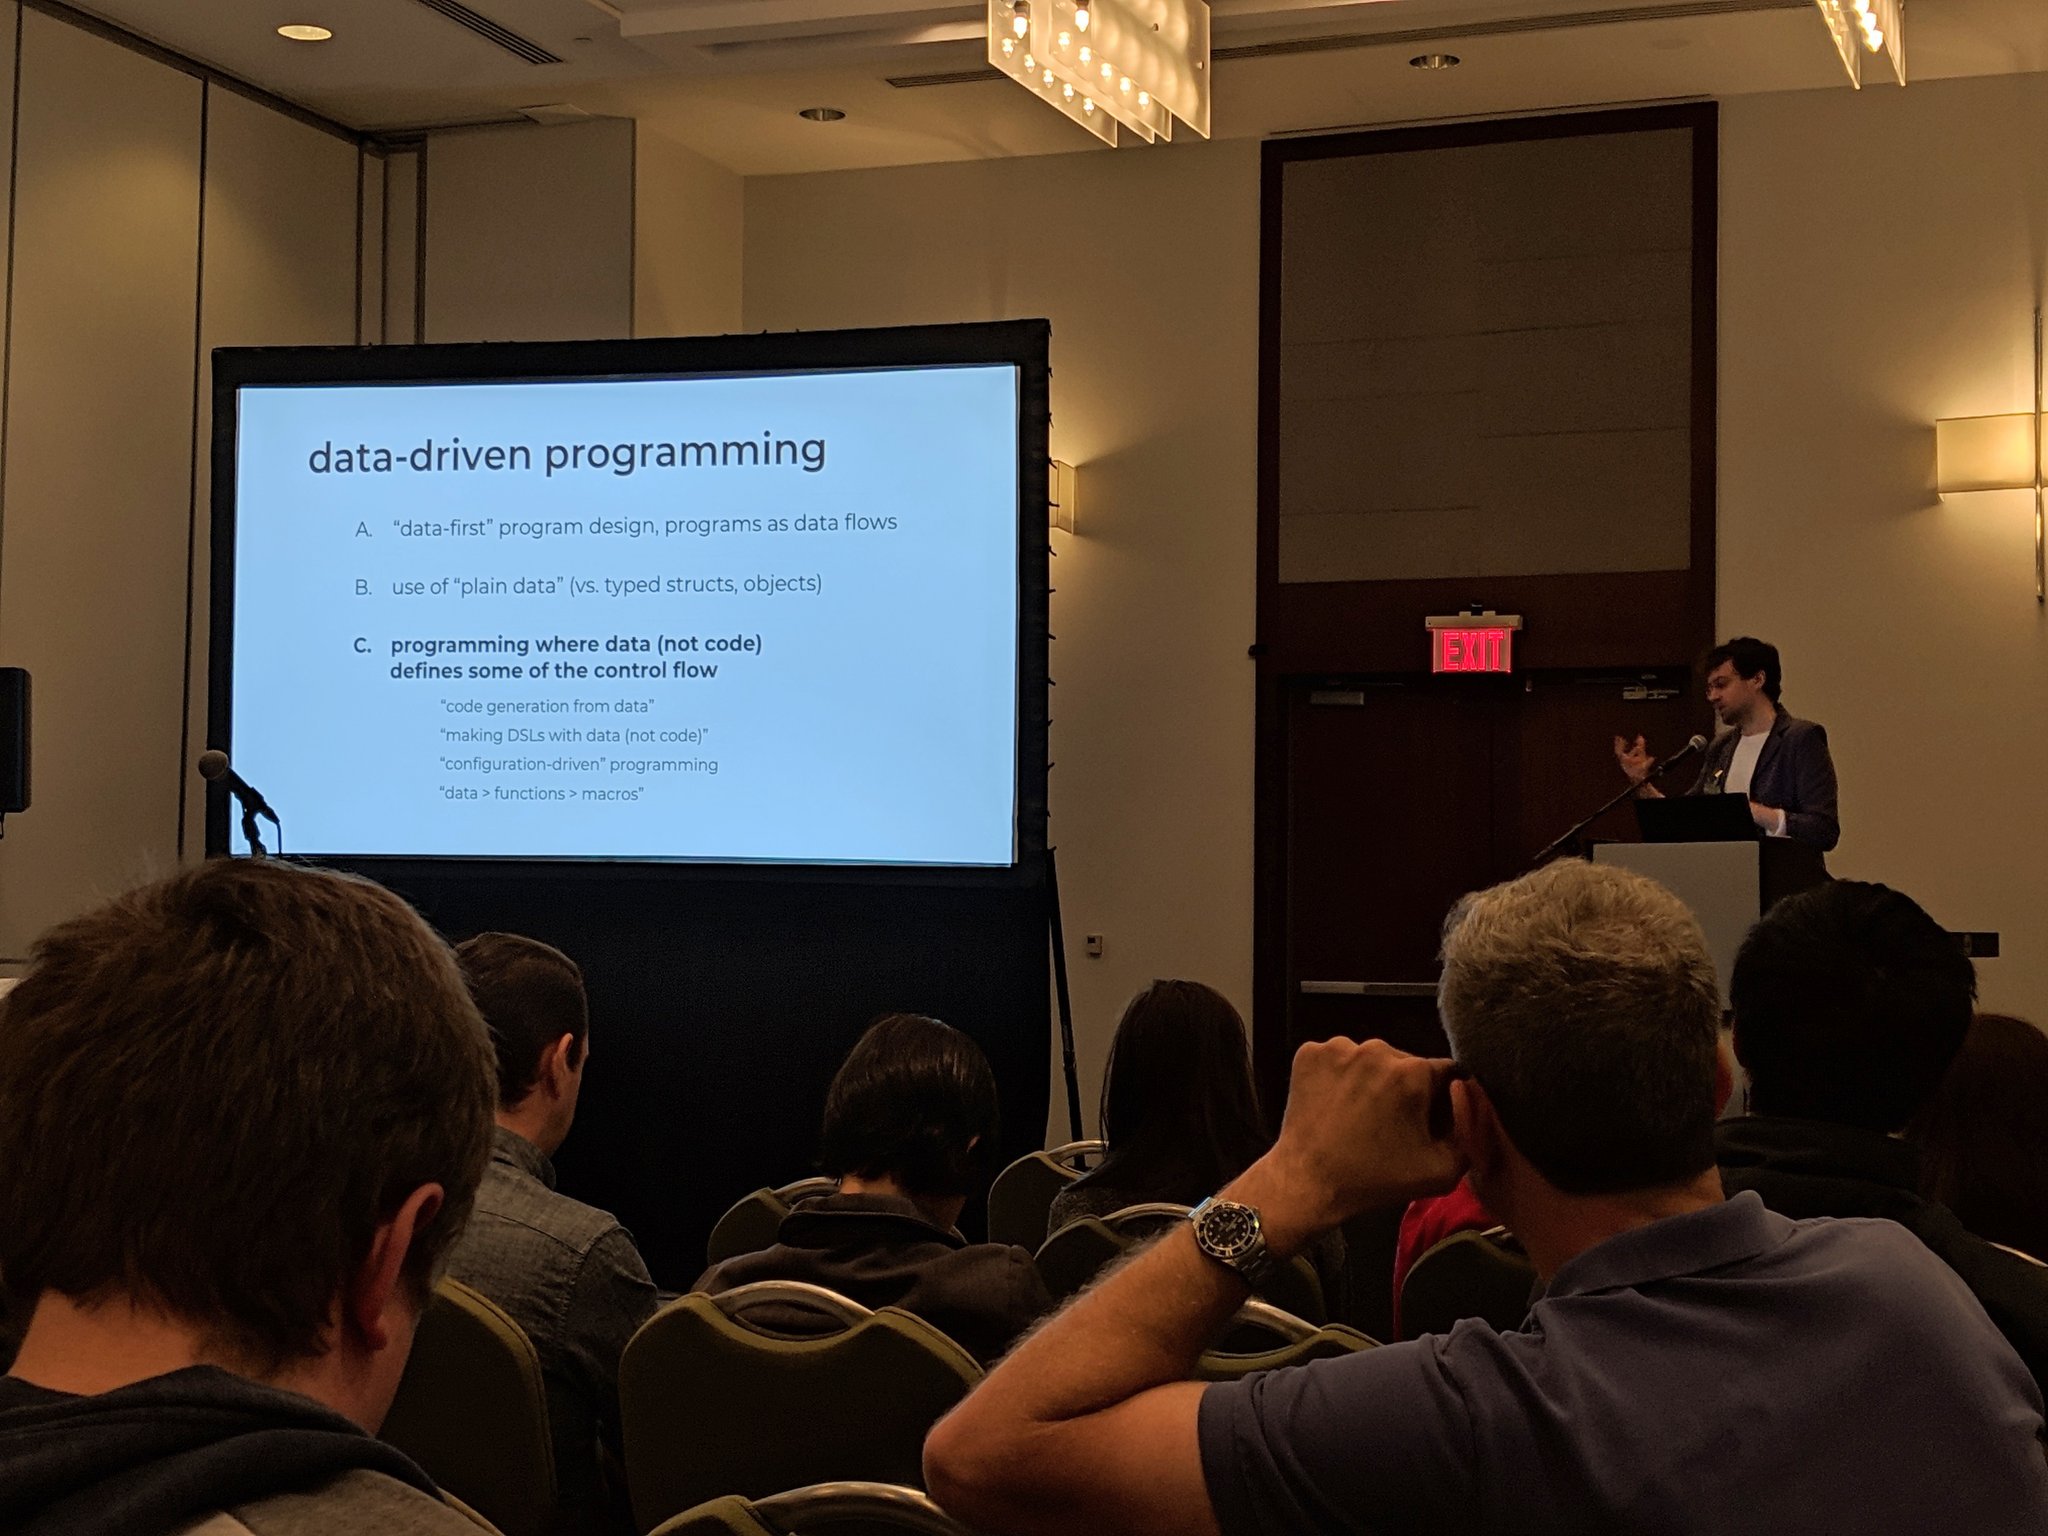 data-driven programming
A. “data-first” program design, programs as data flows
B. use of “plain data” (vs. typed structs, objects)
C. programming where data (not code)
defines some of the control flow
“code generation from data”
“making DSLs with data (not code)”
“configuration-driven” programming
“data > functions > macros”
EXIT